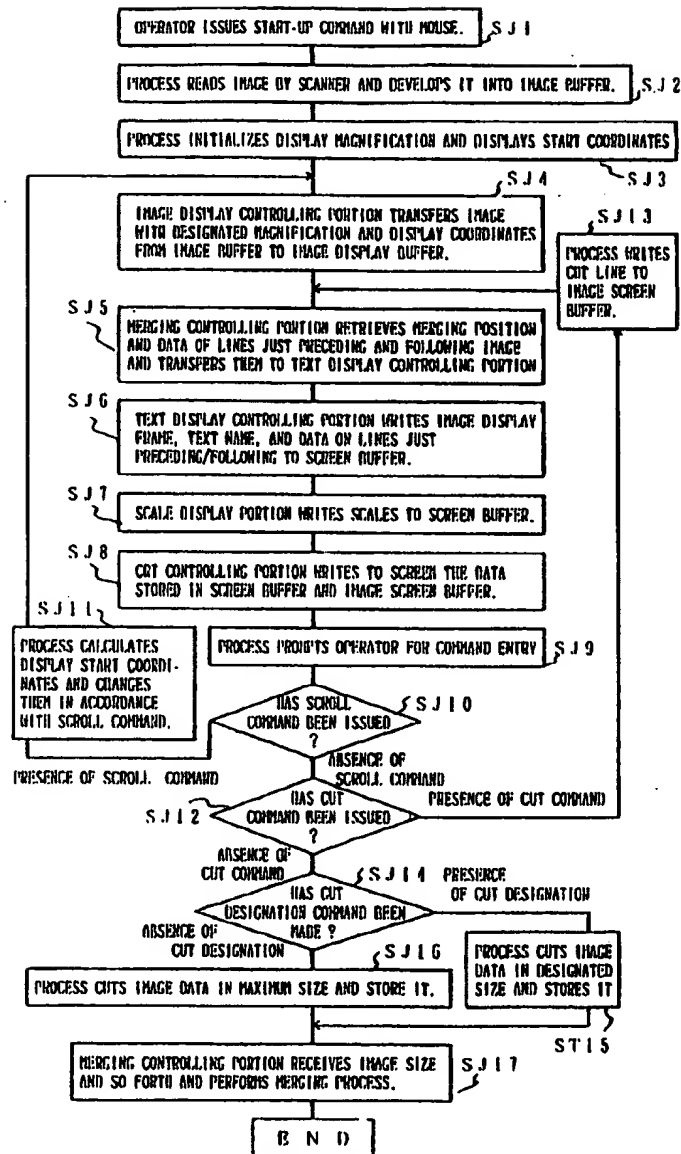 OPERATOR ISSUES START-UP COMMAND WITH MOUSE.
SJ1
PROCESS READS IMAGE BY SCANNER AND DEVELOPS IT INTO IMAGE BUFFER.
SJ2
PROCESS INITIALIZES DISPLAY MAGNIFICATION AND DISPLAYS START COORDINATES
SJ3
SJ4
IMAGE DISPLAY CONTROLLING PORTION TRANSFERS IMAGE
WITH DESIGNATED MAGNIFICATION AND DISPLAY COORDINATES
FROM IMAGE BUFFER TO IMAGE DISPLAY BUFFER.
SJ13
PROCESS WRITES
CUT LINE TO
IMAGE SCREEN
BUFFER.
SJ5
MERGING CONTROLLING PORTION RETRIEVES MERGING POSITION
AND DATA OF LINES JUST PRECEDING AND FOLLOWING IMAGE
AND TRANSFERS THEM TO TEXT DISPLAY CONTROLLING PORTION
SJ6
TEXT DISPLAY CONTROLLING PORTION WRITES IMAGE DISPLAY
FRAME, TEXT NAME, AND DATA ON LINES JUST
PRECEDING/FOLLOWING TO SCREEN BUFFER.
SJ7
SCALE DISPLAY PORTION WRITES SCALES TO SCREEN BUFFER.
SJ8
CRT CONTROLLING PORTION WRITES TO SCREEN THE DATA
STORED IN SCREEN BUFFER AND IMAGE SCREEN BUFFER.
SJ11
PROCESS CALCULATES
DISPLAY START COORDI-
NATES AND CHANGES
THEM IN ACCORDANCE
WITH SCROLL COMMAND.
PROCESS PROMPTS OPERATOR FOR COMMAND ENTRY
SJ9
SJ10
HAS SCROLL
COMMAND BEEN ISSUED
?
PRESENCE OF SCROLL COMMAND
ABSENCE OF
SCROLL COMMAND
SJ12
HAS CUT
COMMAND BEEN ISSUED
?
PRESENCE OF CUT COMMAND
ABSENCE OF
CUT COMMAND
SJ14
HAS CUT
DESIGNATION COMMAND BEEN
MADE ?
PRESENCE
OF CUT DESIGNATION
ABSENCE OF
CUT DESIGNATION
SJ16
PROCESS CUTS IMAGE DATA IN MAXIMUM SIZE AND STORE IT.
PROCESS CUTS IMAGE
DATA IN DESIGNATED
SIZE AND STORES IT
ST15
MERGING CONTROLLING PORTION RECEIVES IMAGE SIZE
AND SO FORTH AND PERFORMS MERGING PROCESS.
SJ17
END